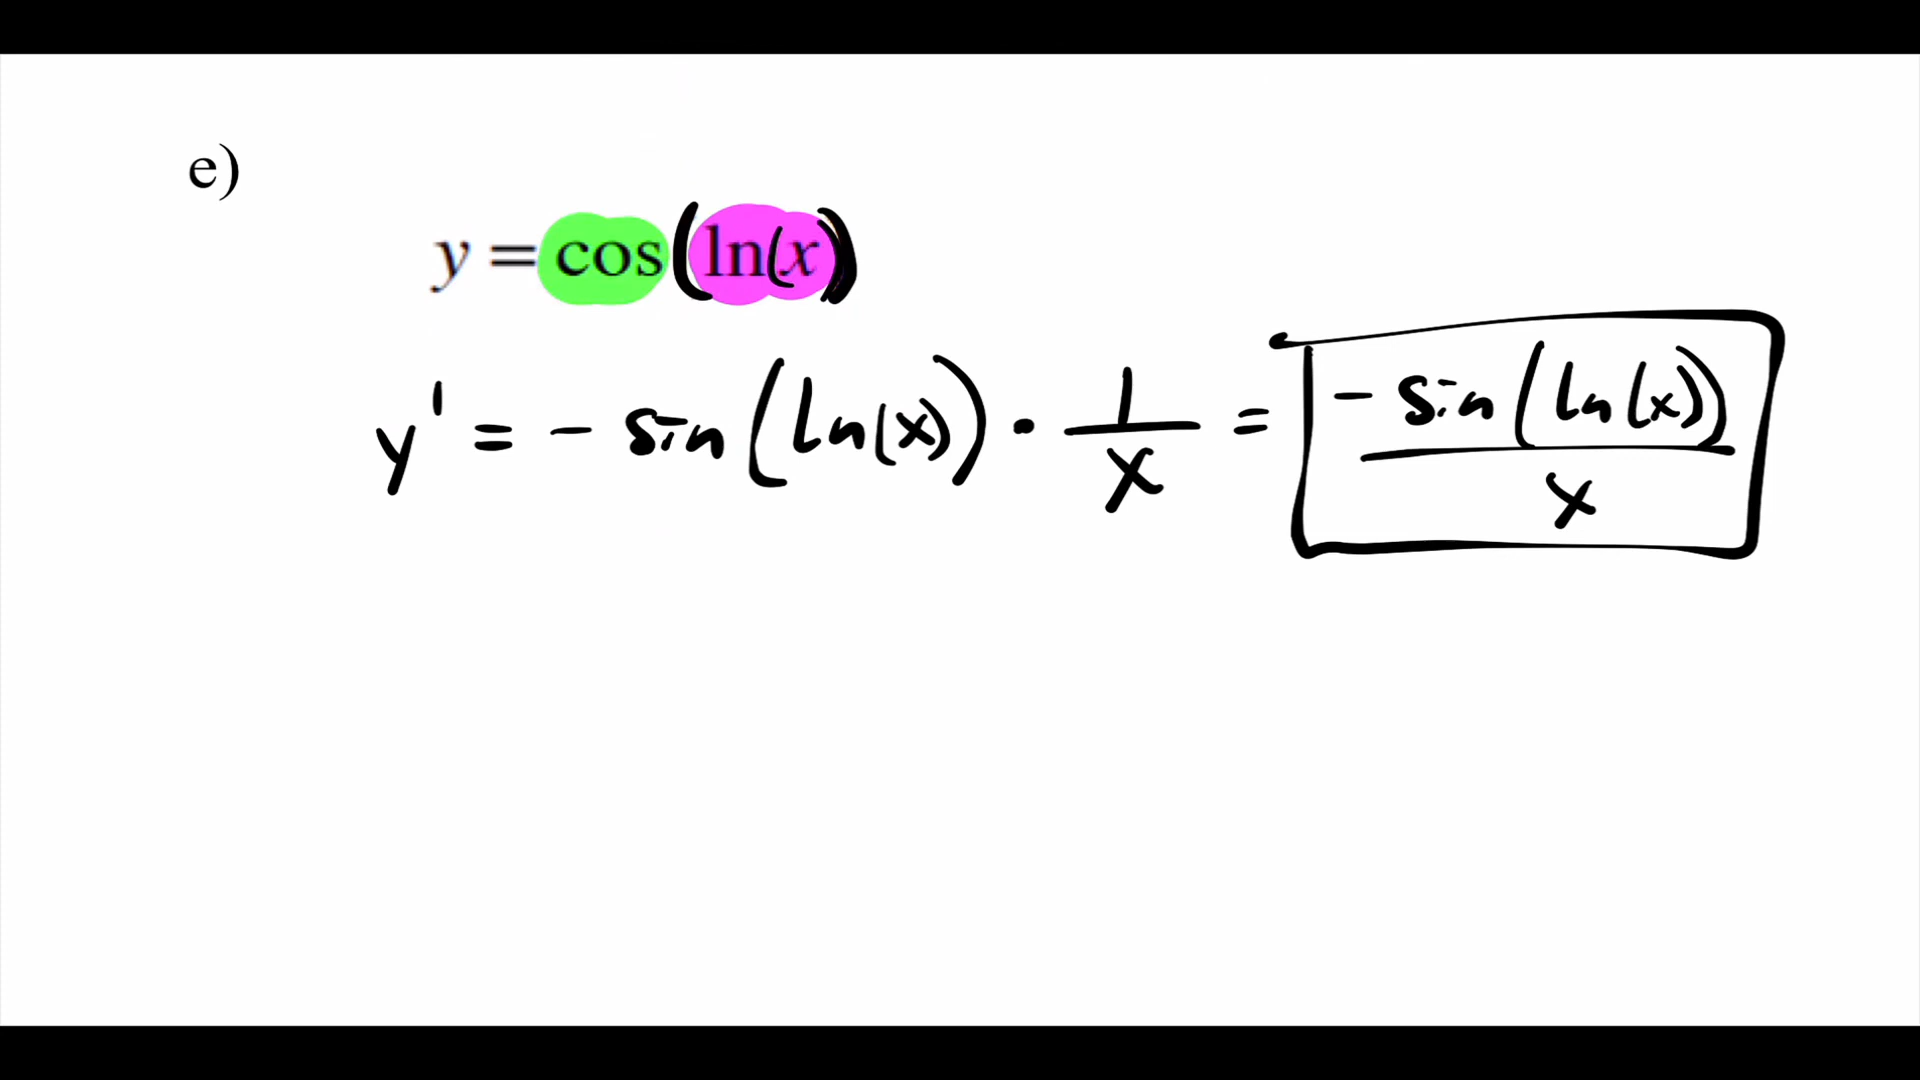 e)
y = cos(ln(x))
y' = - sin(ln(x)) · 1/x = - sin(ln(x))/x